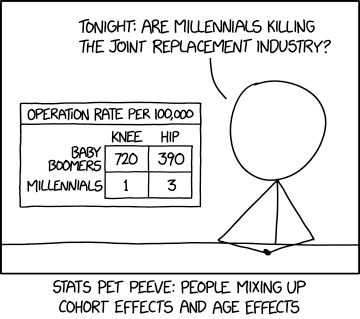 TONIGHT: ARE MILLENNIALS KILLING
THE JOINT REPLACEMENT INDUSTRY?
OPERATION RATE PER 100,000
KNEE HIP
BABY
BOOMERS 720 390
MILLENNIALS 1 3
STATS PET PEEVE: PEOPLE MIXING UP
COHORT EFFECTS AND AGE EFFECTS